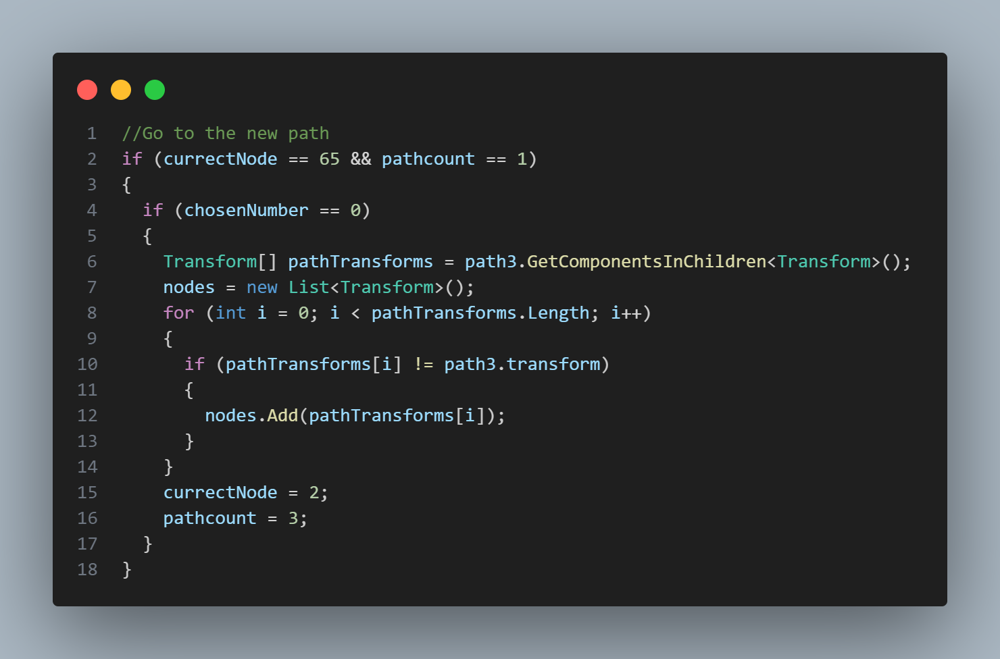 1 //Go to the new path
2 if (currectNode == 65 && pathcount == 1)
3 {
4   if (chosenNumber == 0)
5   {
6     Transform[] pathTransforms = path3.GetComponentsInChildren<Transform>();
7     nodes = new List<Transform>();
8     for (int i = 0; i < pathTransforms.Length; i++)
9     {
10       if (pathTransforms[i] != path3.transform)
11       {
12         nodes.Add(pathTransforms[i]);
13       }
14     }
15     currectNode = 2;
16     pathcount = 3;
17   }
18 }